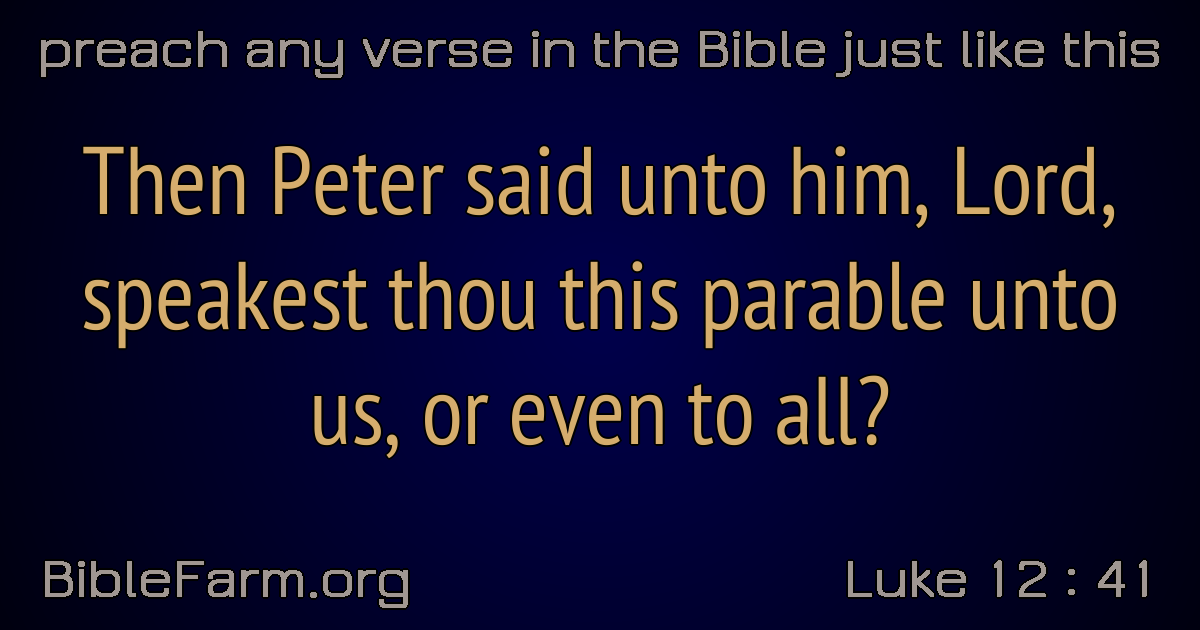 preach any verse in the Bible just like this
Then Peter said unto him, Lord,
speakest thou this parable unto
us, or even to all?
BibleFarm.org
Luke 12 : 41